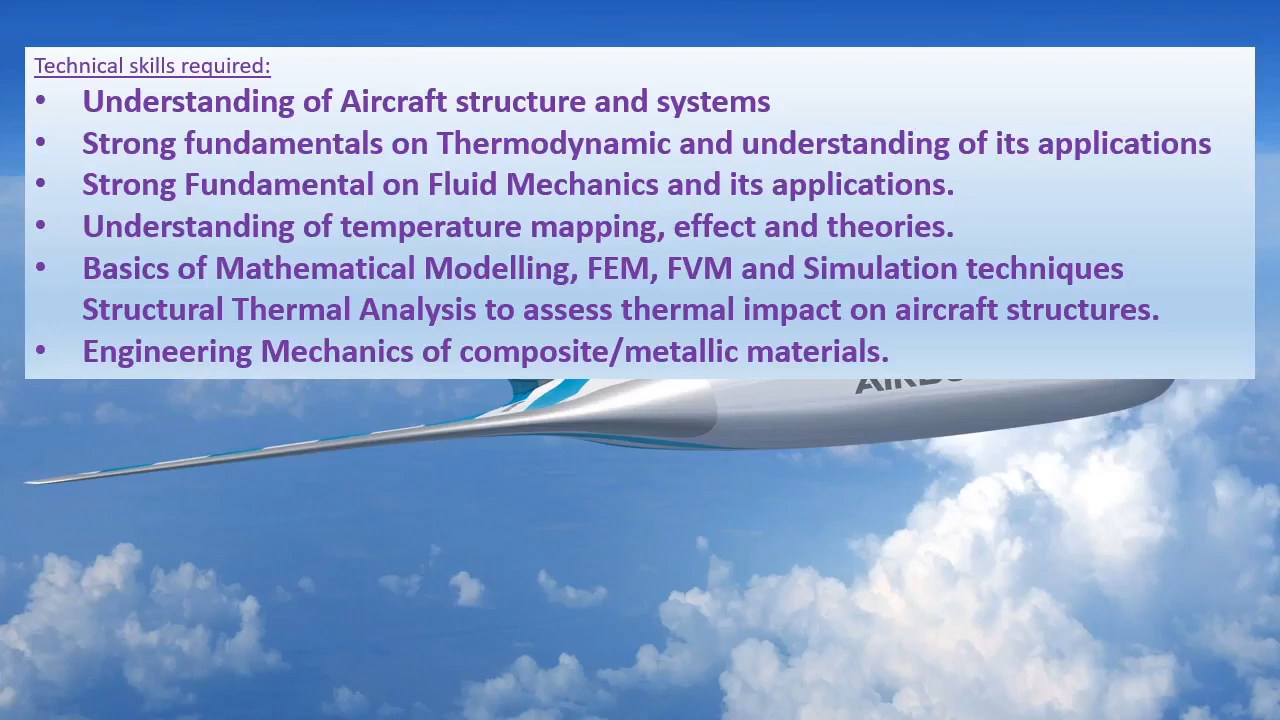 Technical skills required:
• Understanding of Aircraft structure and systems
• Strong fundamentals on Thermodynamic and understanding of its applications
• Strong Fundamental on Fluid Mechanics and its applications.
• Understanding of temperature mapping, effect and theories.
• Basics of Mathematical Modelling, FEM, FVM and Simulation techniques
Structural Thermal Analysis to assess thermal impact on aircraft structures.
• Engineering Mechanics of composite/metallic materials.